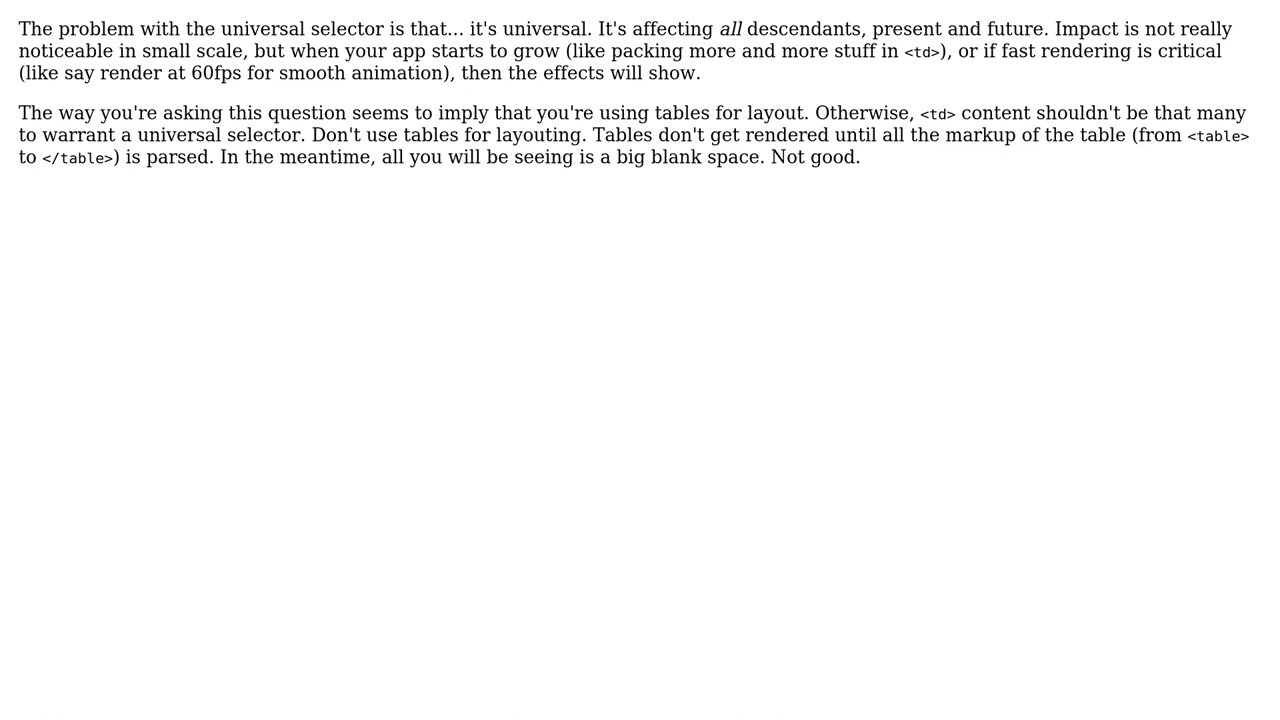 The problem with the universal selector is that... it's universal. It's affecting all descendants, present and future. Impact is not really
noticeable in small scale, but when your app starts to grow (like packing more and more stuff in <td>), or if fast rendering is critical
(like say render at 60fps for smooth animation), then the effects will show.
The way you're asking this question seems to imply that you're using tables for layout. Otherwise, <td> content shouldn't be that many
to warrant a universal selector. Don't use tables for layouting. Tables don't get rendered until all the markup of the table (from <table>
to </table>) is parsed. In the meantime, all you will be seeing is a big blank space. Not good.